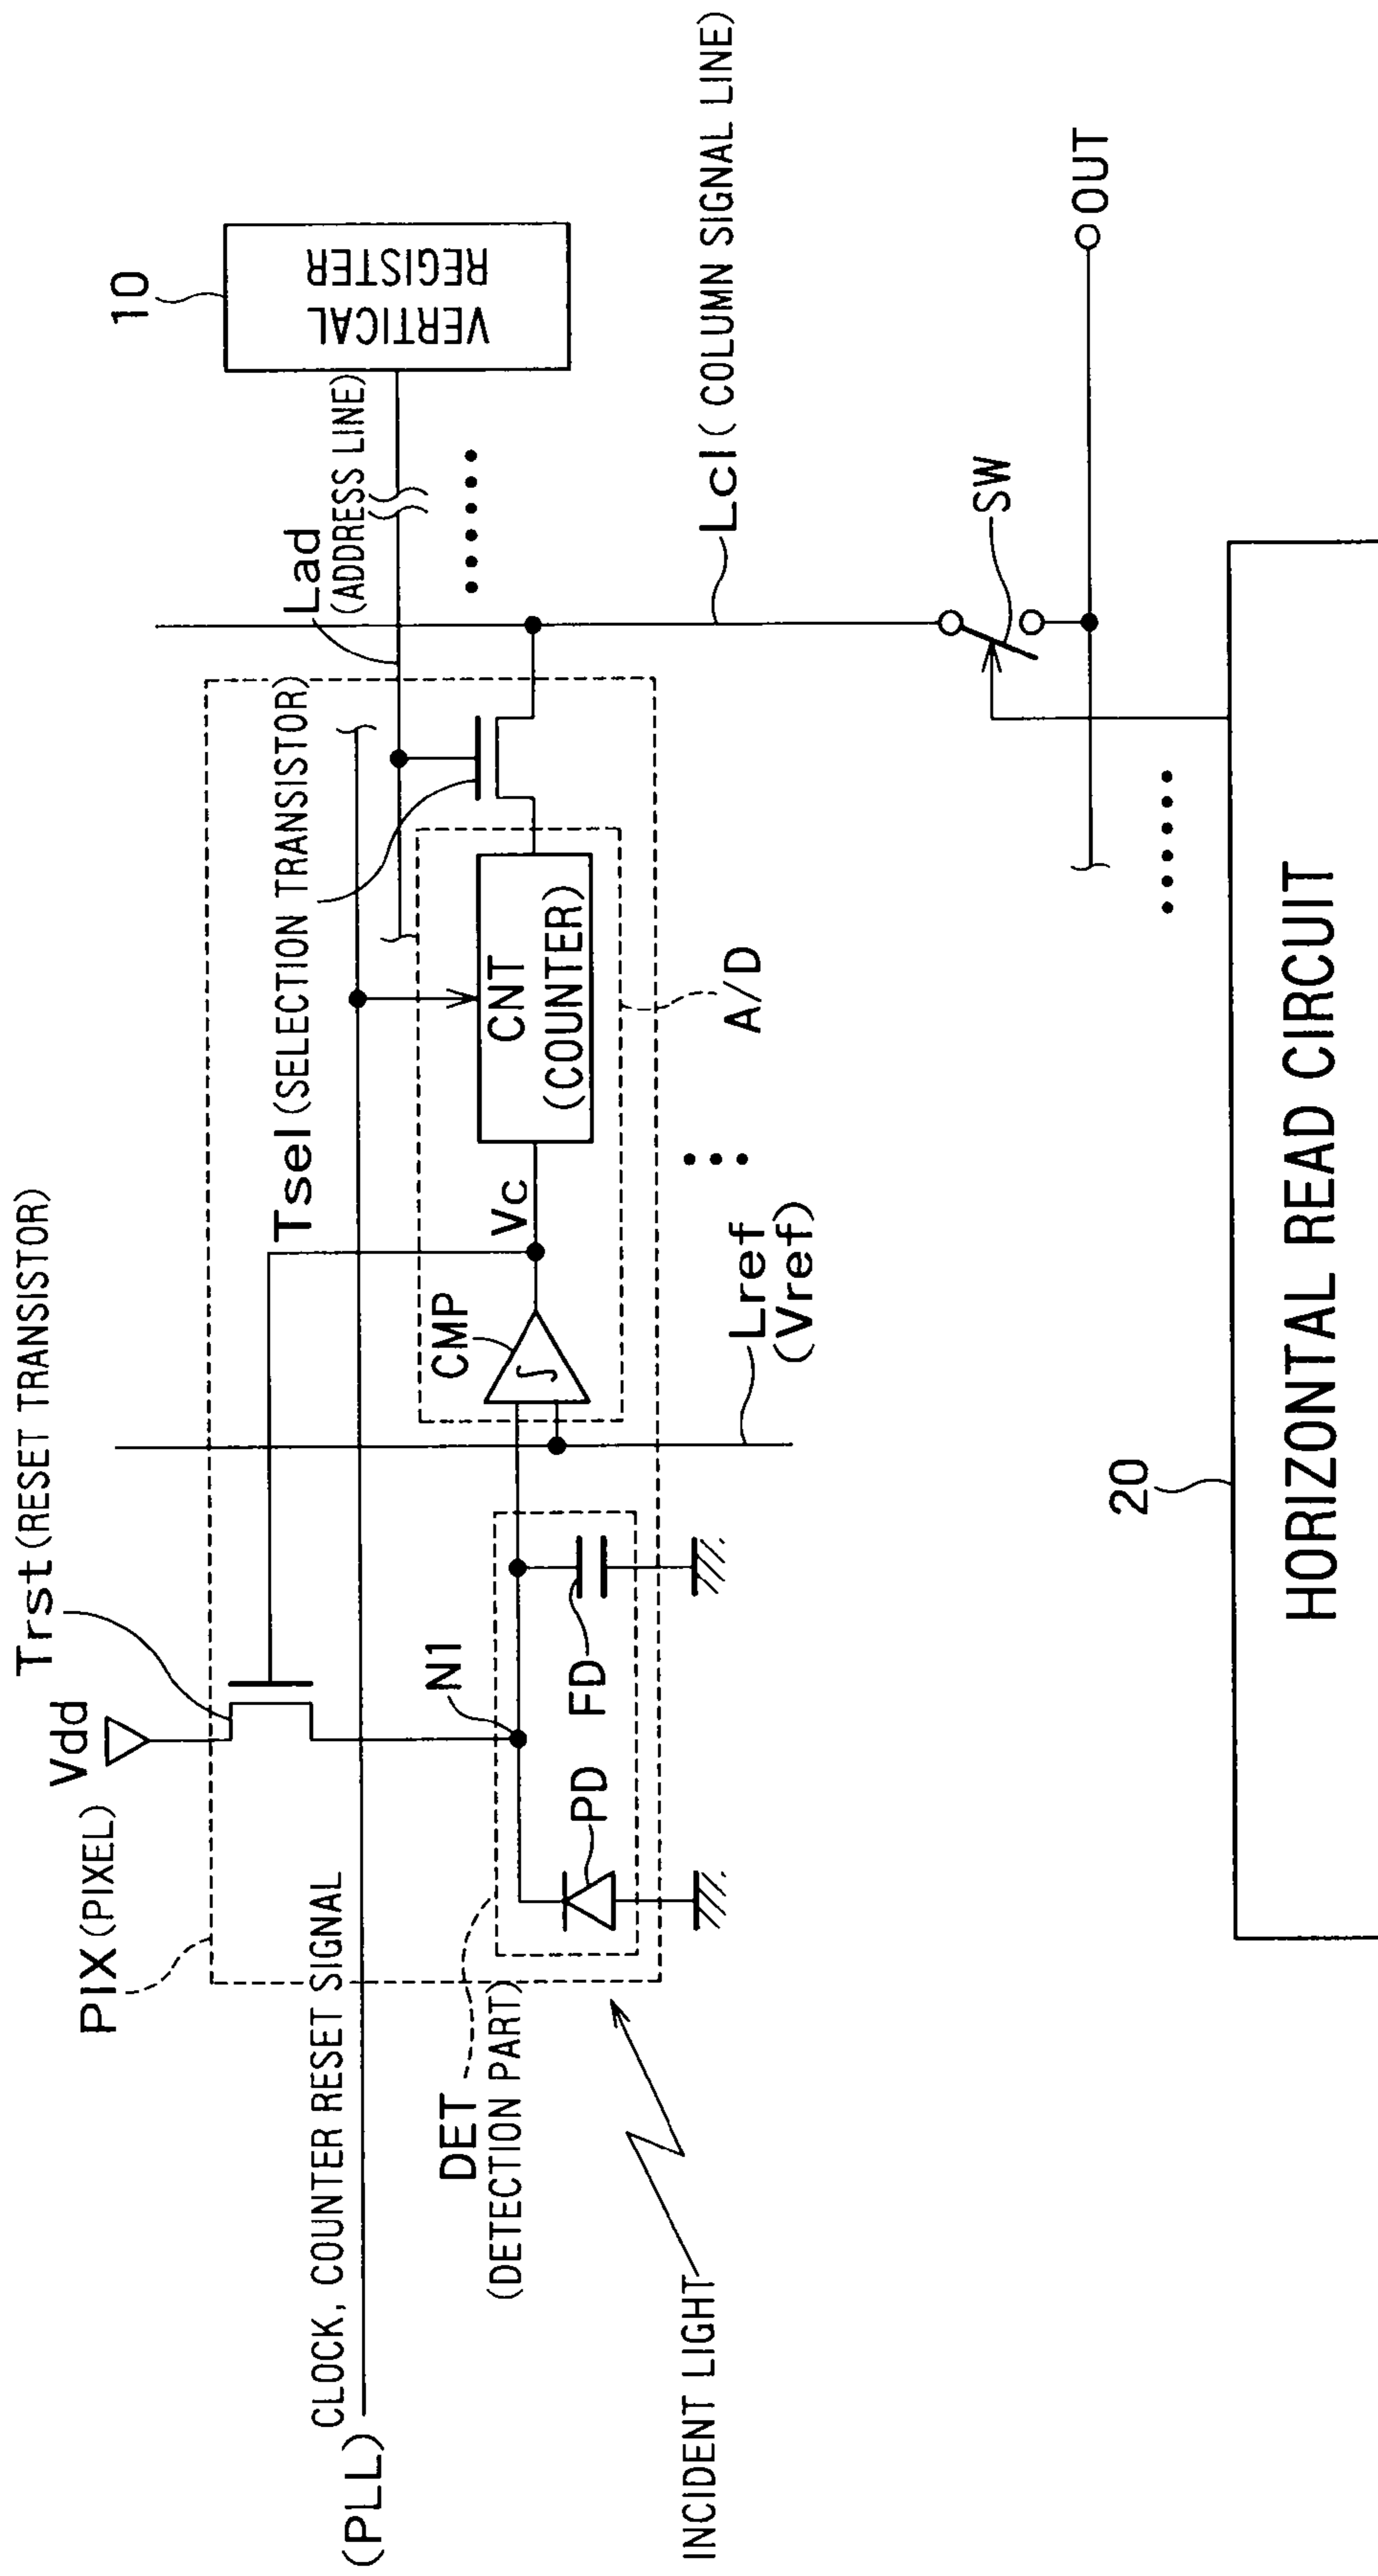 Trst (RESET TRANSISTOR)
Vdd
PIX (PIXEL)
10
VERTICAL
REGISTER
Lad
(ADDRESS LINE)
Tsel (SELECTION TRANSISTOR)
CLOCK, COUNTER RESET SIGNAL
(PLL)
DET
(DETECTION PART)
N1
PD
FD
CMP
Vc
CNT
(COUNTER)
A/D
Lref
(Vref)
Lcl ( COLUMN SIGNAL LINE)
INCIDENT LIGHT
SW
OUT
20
HORIZONTAL READ CIRCUIT